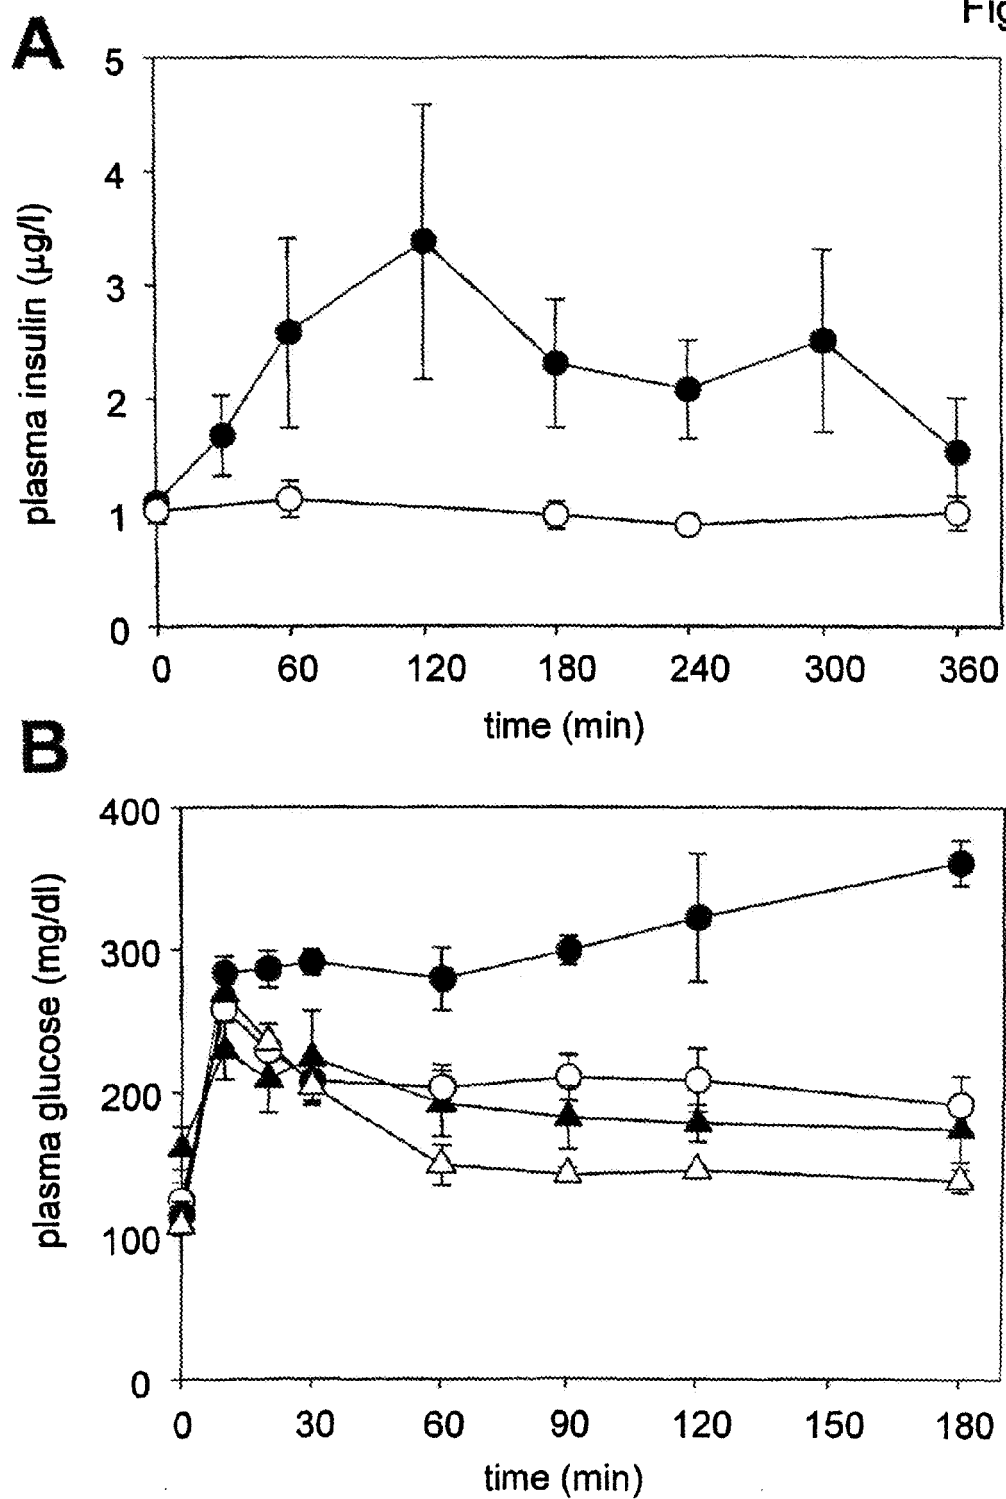 Fig
A
5
4
3
2
1
0
plasma insulin (µg/l)
0 60 120 180 240 300 360
time (min)
B
400
300
200
100
0
plasma glucose (mg/dl)
0 30 60 90 120 150 180
time (min)